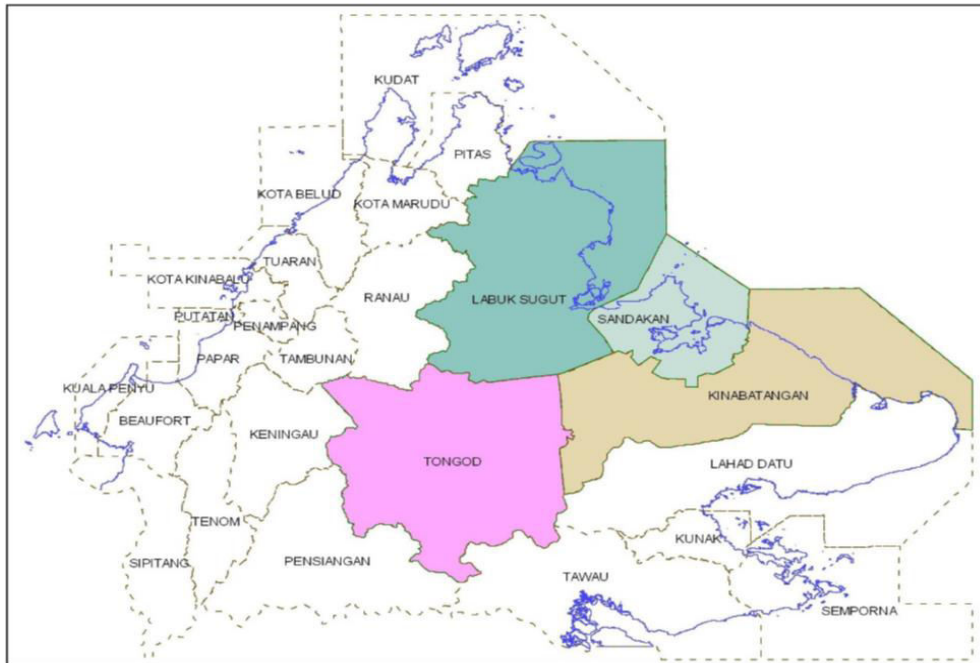 KUDAT
PITAS
KOTA BELUD
KOTA MARUDU
TUARAN
KOTA KINABALU
RANAU
LABUK SUGUT
PUTATAN
PENAMPANG
SANDAKAN
PAPAR
TAMBUNAN
KUALA PENYU
KINABATANGAN
BEAUFORT
KENINGAU
TONGOD
LAHAD DATU
TENOM
KUNAK
SIPITANG
PENSIANGAN
TAWAU
SEMPORNA